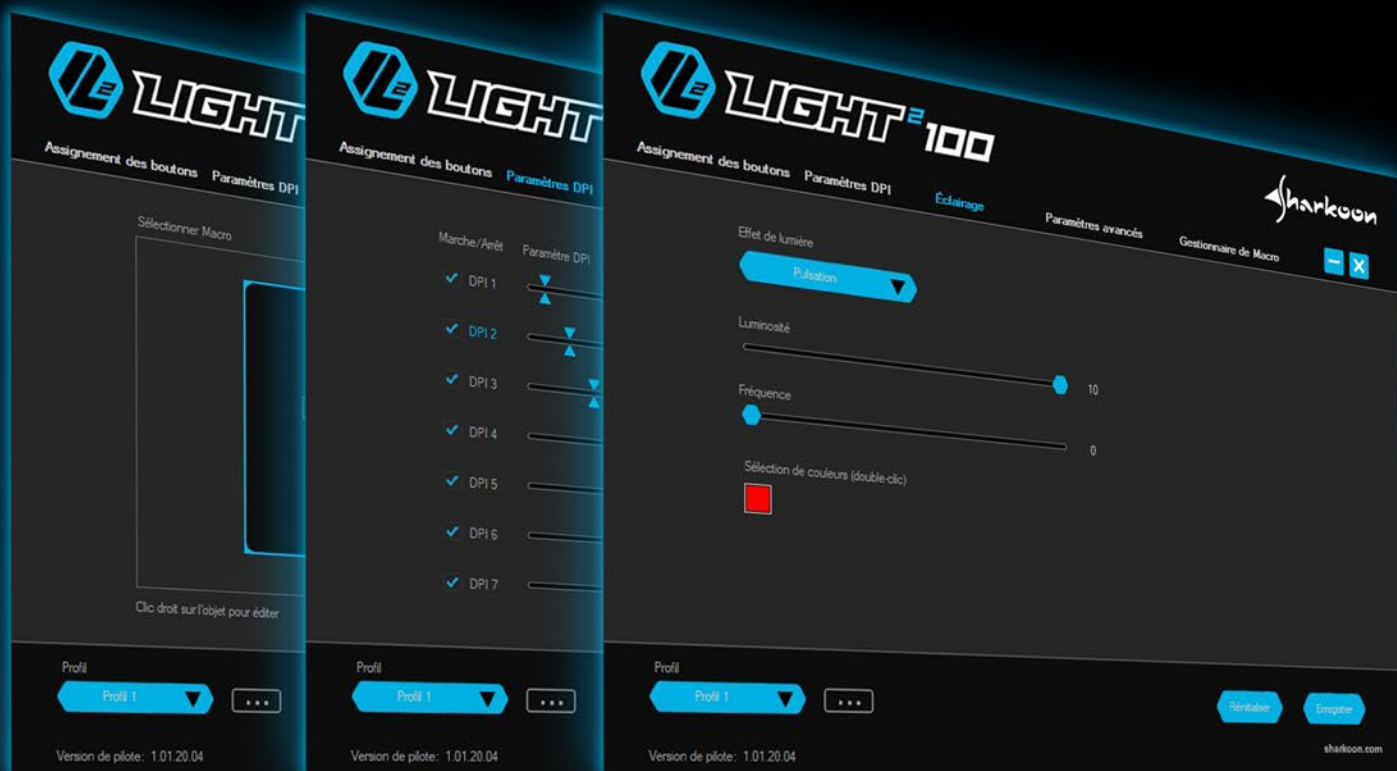 LIGHT
Assignement des boutons Paramètres DPI
Sélectionner Macro
Clic droit sur l'objet pour éditer
Profil
Profil 1
...
Version de pilote: 1.01.20.04
LIGHT
Assignement des boutons Paramètres DPI
Marche/Arrêt Paramètre DPI
DPI 1
DPI 2
DPI 3
DPI 4
DPI 5
DPI 6
DPI 7
Profil
Profil 1
...
Version de pilote: 1.01.20.04
LIGHT² 100
sharkoon
Assignement des boutons Paramètres DPI Éclairage Paramètres avancés Gestionnaire de Macro
Effet de lumière
Pulsation
Luminosité
10
Fréquence
0
Sélection de couleurs (double-clic)
Profil
Profil 1
...
Réinitialiser Enregistrer
Version de pilote: 1.01.20.04
sharkoon.com